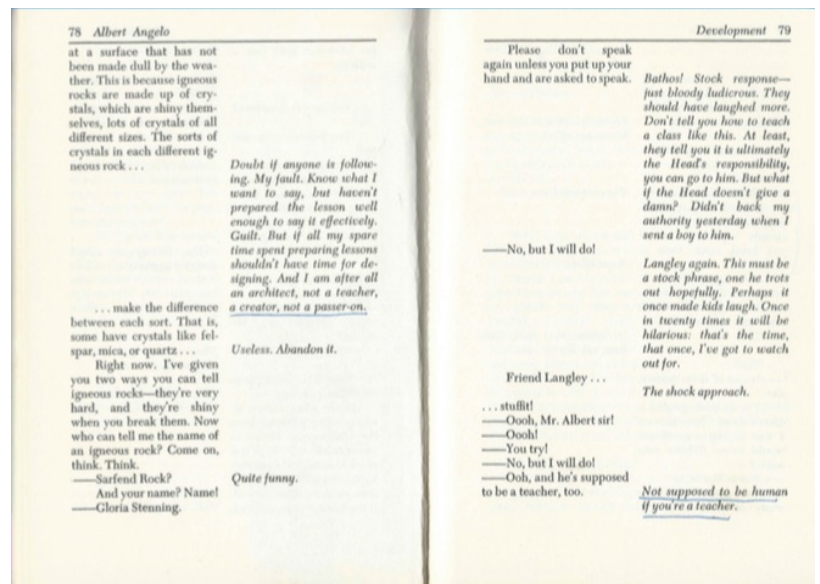 78 Albert Angelo
at a surface that has not
been made dull by the wea-
ther. This is because igneous
rocks are made up of cry-
stals, which are shiny them-
selves, lots of crystals of all
different sizes. The sorts of
crystals in each different ig-
neous rock . . .
Doubt if anyone is follow-
ing. My fault. Know what I
want to say, but haven't
prepared the lesson well
enough to say it effectively.
Guilt. But if all my spare
time spent preparing lessons
shouldn't have time for de-
signing. And I am after all
an architect, not a teacher,
a creator, not a passer-on.
. . . make the difference
between each sort. That is,
some have crystals like fel-
spar, mica, or quartz . . .
Useless. Abandon it.
Right now. I've given
you two ways you can tell
igneous rocks—they're very
hard, and they're shiny
when you break them. Now
who can tell me the name of
an igneous rock? Come on,
think. Think.
——Sarfend Rock?
Quite funny.
And your name? Name!
——Gloria Stenning.
Development 79
Please don't speak
again unless you put up your
hand and are asked to speak.
Bathos! Stock response—
just bloody ludicrous. They
should have laughed more.
Don't tell you how to teach
a class like this. At least,
they tell you it is ultimately
the Head's responsibility,
you can go to him. But what
if the Head doesn't give a
damn? Didn't back my
authority yesterday when I
sent a boy to him.
——No, but I will do!
Langley again. This must be
a stock phrase, one he trots
out hopefully. Perhaps it
once made kids laugh. Once
in twenty times it will be
hilarious: that's the time,
that once, I've got to watch
out for.
Friend Langley . . .
The shock approach.
. . . stuffit!
——Oooh, Mr. Albert sir!
——Oooh!
——You try!
——No, but I will do!
——Ooh, and he's supposed
to be a teacher, too.
Not supposed to be human
if you're a teacher.